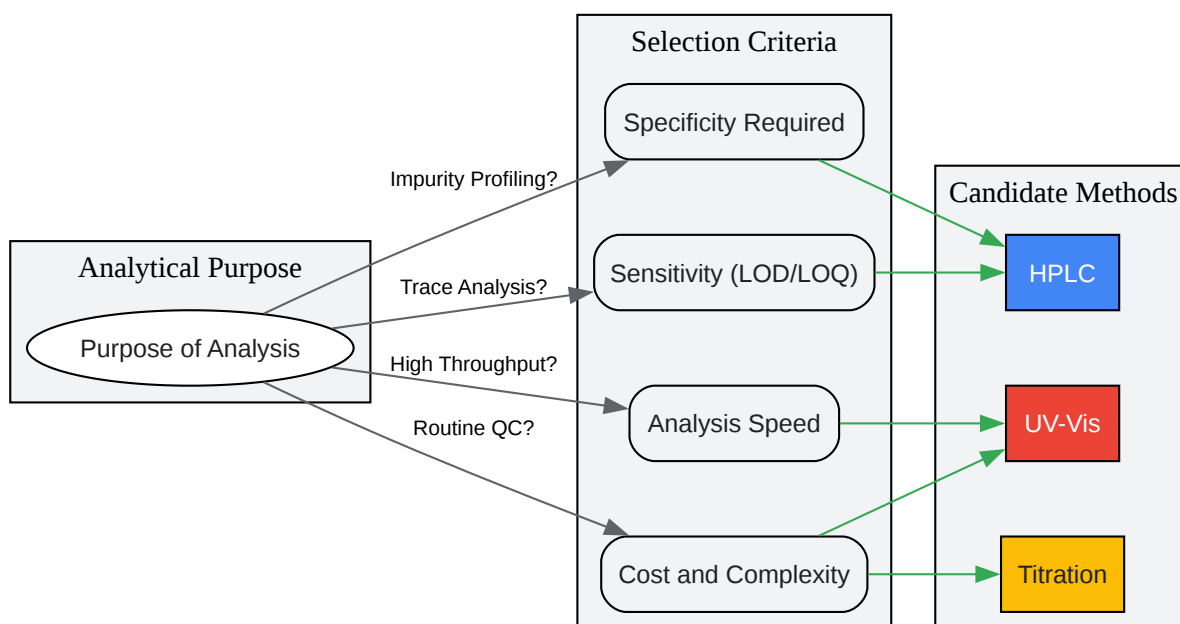 Selection Criteria
Specificity Required
Impurity Profiling?
Candidate Methods
Analytical Purpose
Sensitivity (LOD/LOQ)
HPLC
Trace Analysis?
Purpose of Analysis
High Throughput?
Analysis Speed
UV-Vis
Routine QC?
Cost and Complexity
Titration